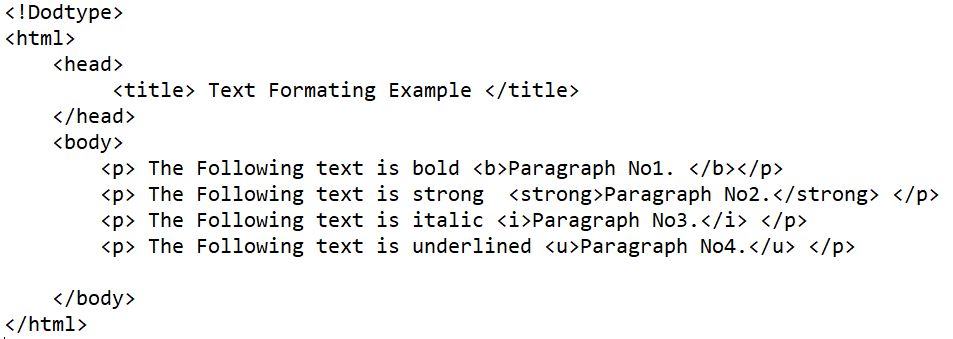 <!Dodtype>
<html>
    <head>
         <title> Text Formating Example </title>
    </head>
    <body>
        <p> The Following text is bold <b>Paragraph No1. </b></p>
        <p> The Following text is strong  <strong>Paragraph No2.</strong> </p>
        <p> The Following text is italic <i>Paragraph No3.</i> </p>
        <p> The Following text is underlined <u>Paragraph No4.</u> </p>

    </body>
</html>